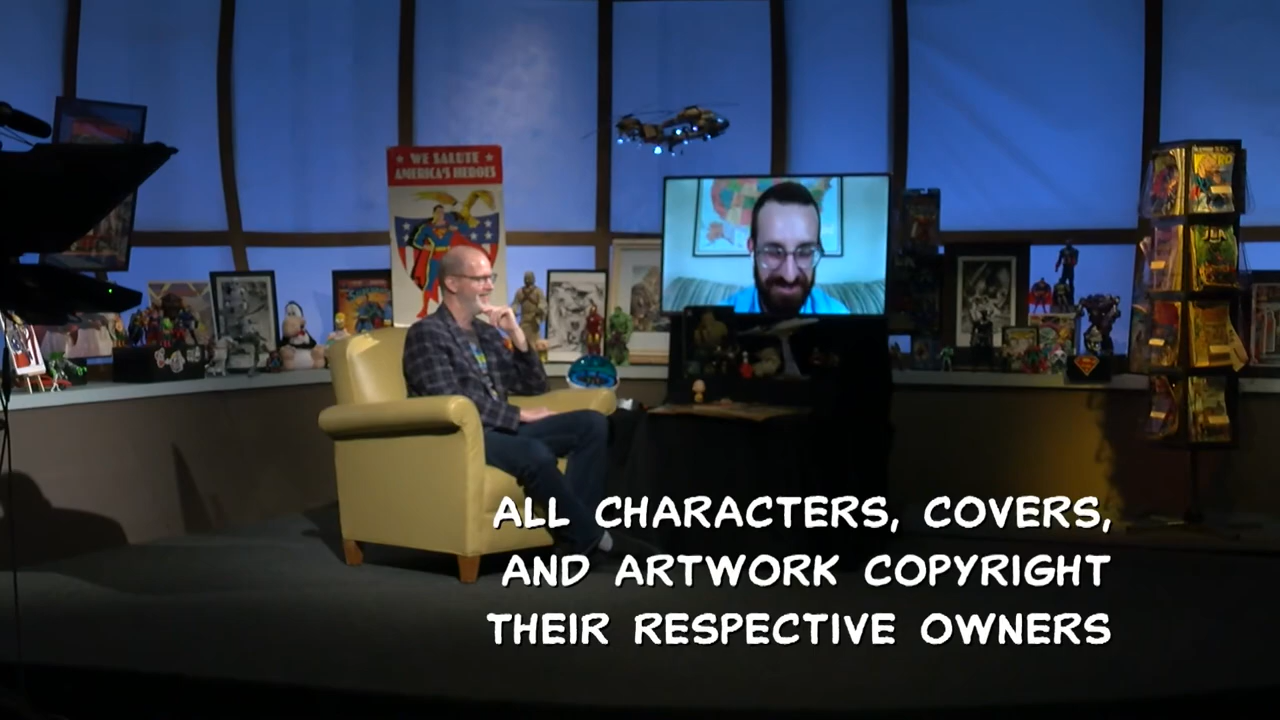 ★ WE SALUTE ★
AMERICA'S HEROES
ALL CHARACTERS, COVERS,
AND ARTWORK COPYRIGHT
THEIR RESPECTIVE OWNERS